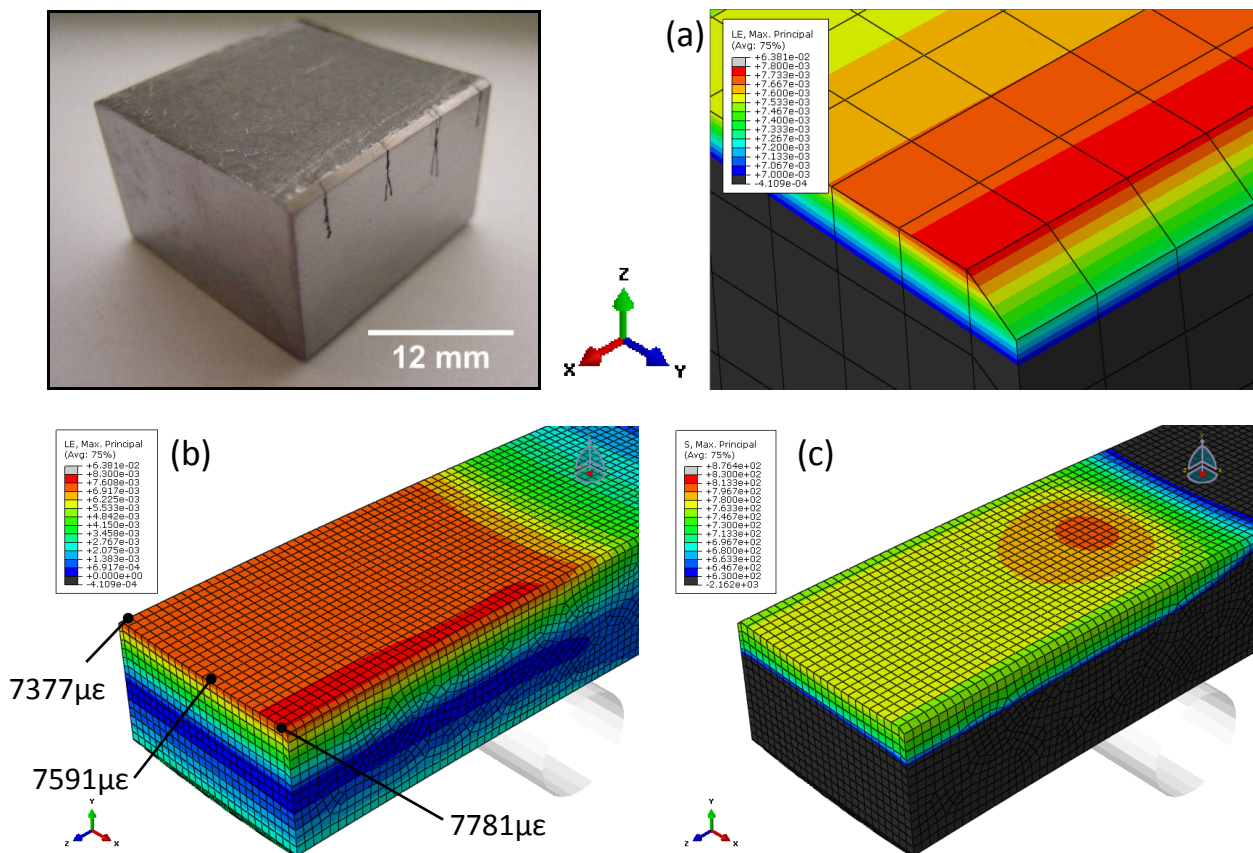 12 mm
Z
X
Y
(a)
LE, Max. Principal
(Avg: 75%)
+6.381e-02
+7.800e-03
+7.733e-03
+7.667e-03
+7.600e-03
+7.533e-03
+7.467e-03
+7.400e-03
+7.333e-03
+7.267e-03
+7.200e-03
+7.133e-03
+7.067e-03
+7.000e-03
-4.109e-04
(b)
LE, Max. Principal
(Avg: 75%)
+6.381e-02
+8.300e-03
+7.608e-03
+6.917e-03
+6.225e-03
+5.533e-03
+4.842e-03
+4.150e-03
+3.458e-03
+2.767e-03
+2.075e-03
+1.383e-03
+6.917e-04
+0.000e+00
-4.109e-04
7377με
7591με
7781με
Y
Z
X
(c)
S, Max. Principal
(Avg: 75%)
+8.764e+02
+8.300e+02
+8.133e+02
+7.967e+02
+7.800e+02
+7.633e+02
+7.467e+02
+7.300e+02
+7.133e+02
+6.967e+02
+6.800e+02
+6.633e+02
+6.467e+02
+6.300e+02
-2.162e+03
Y
Z
X